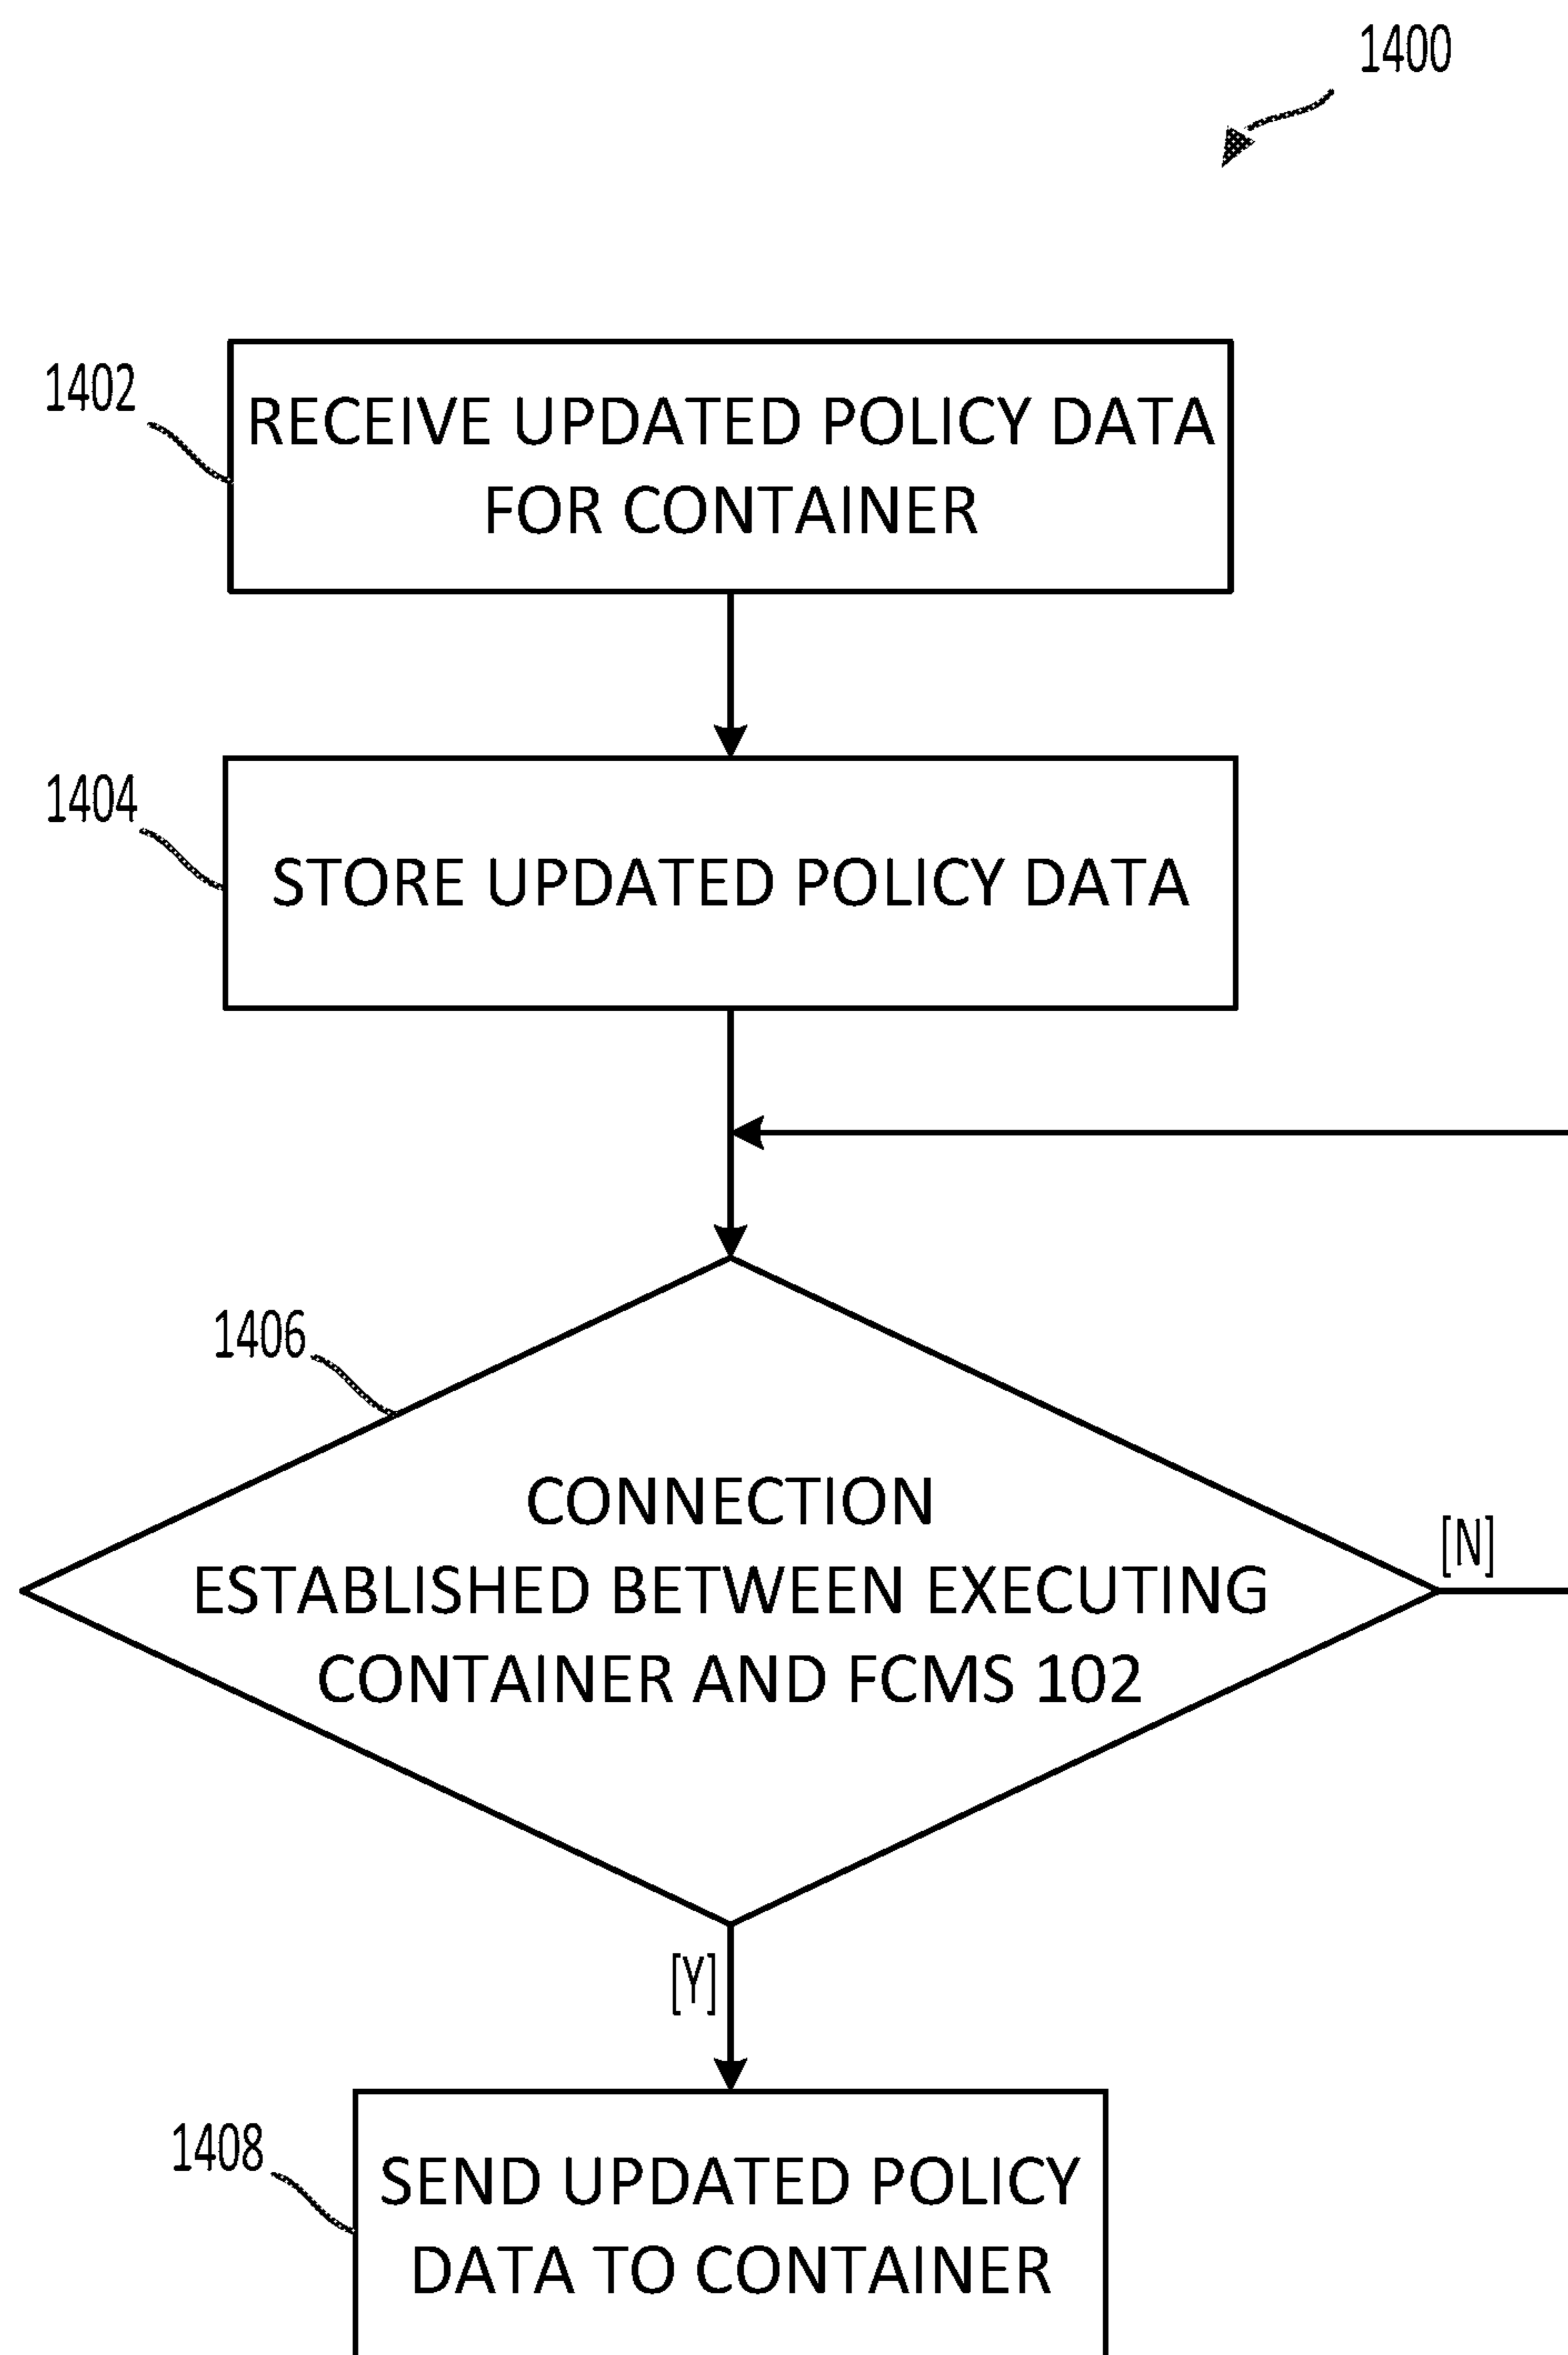 1400
1402
RECEIVE UPDATED POLICY DATA
FOR CONTAINER
1404
STORE UPDATED POLICY DATA
1406
CONNECTION
ESTABLISHED BETWEEN EXECUTING
CONTAINER AND FCMS 102
[N]
[Y]
1408
SEND UPDATED POLICY
DATA TO CONTAINER